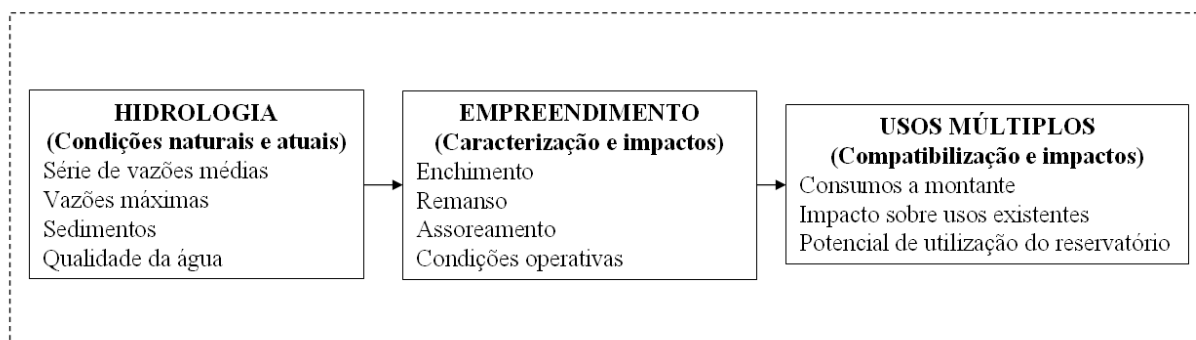 HIDROLOGIA
(Condições naturais e atuais)
Série de vazões médias
Vazões máximas
Sedimentos
Qualidade da água
EMPREENDIMENTO
(Caracterização e impactos)
Enchimento
Remanso
Assoreamento
Condições operativas
USOS MÚLTIPLOS
(Compatibilização e impactos)
Consumos a montante
Impacto sobre usos existentes
Potencial de utilização do reservatório